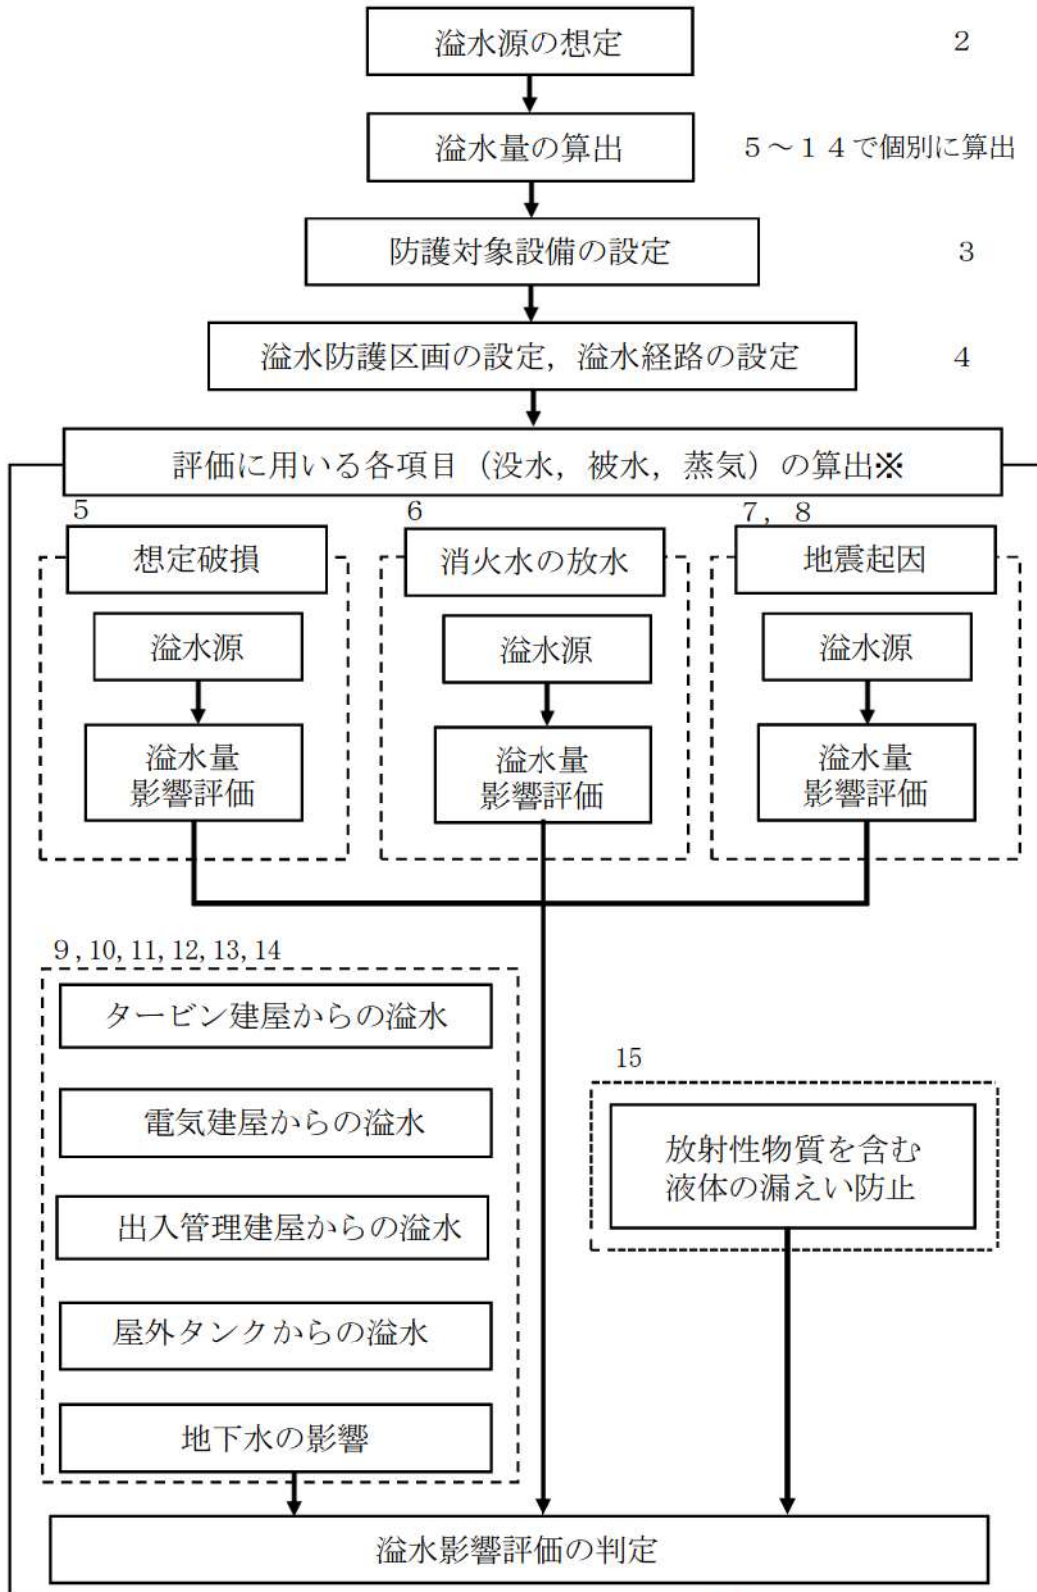 溢水源の想定
2
溢水量の算出
5～14で個別に算出
防護対象設備の設定
3
溢水防護区画の設定，溢水経路の設定
4
評価に用いる各項目（没水，被水，蒸気）の算出※
5
想定破損
溢水源
溢水量
影響評価
6
消火水の放水
溢水源
溢水量
影響評価
7，8
地震起因
溢水源
溢水量
影響評価
9,10,11,12,13,14
タービン建屋からの溢水
電気建屋からの溢水
出入管理建屋からの溢水
屋外タンクからの溢水
地下水の影響
15
放射性物質を含む
液体の漏えい防止
溢水影響評価の判定